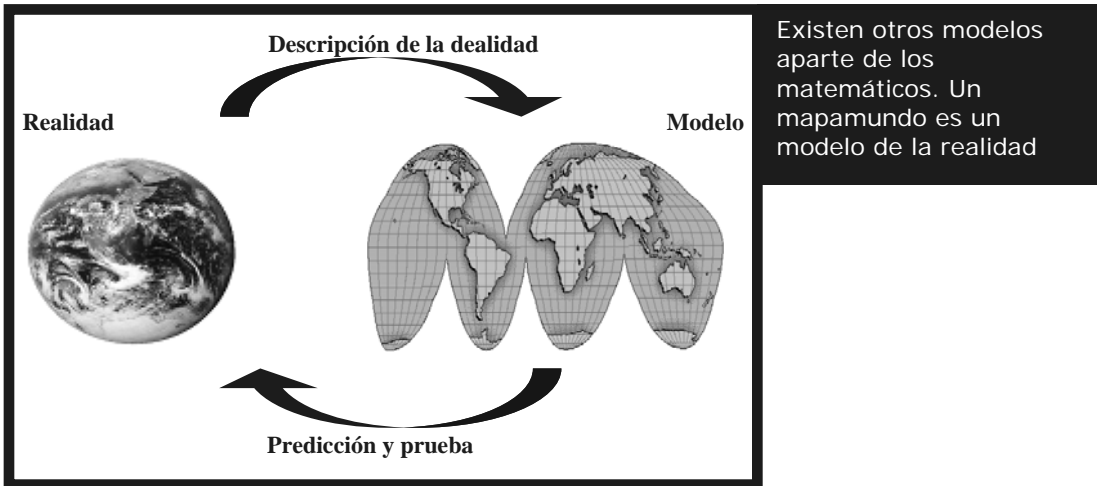 Descripción de la dealidad
Realidad
Modelo
Predicción y prueba
Existen otros modelos
aparte de los
matemáticos. Un
mapamundo es un
modelo de la realidad